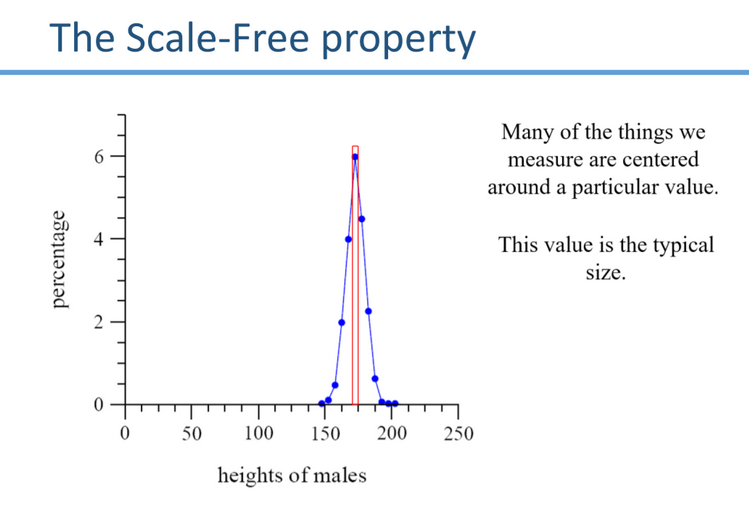 The Scale-Free property
Many of the things we
measure are centered
around a particular value.
This value is the typical
size.
percentage
6
4
2
0
0 50 100 150 200 250
heights of males